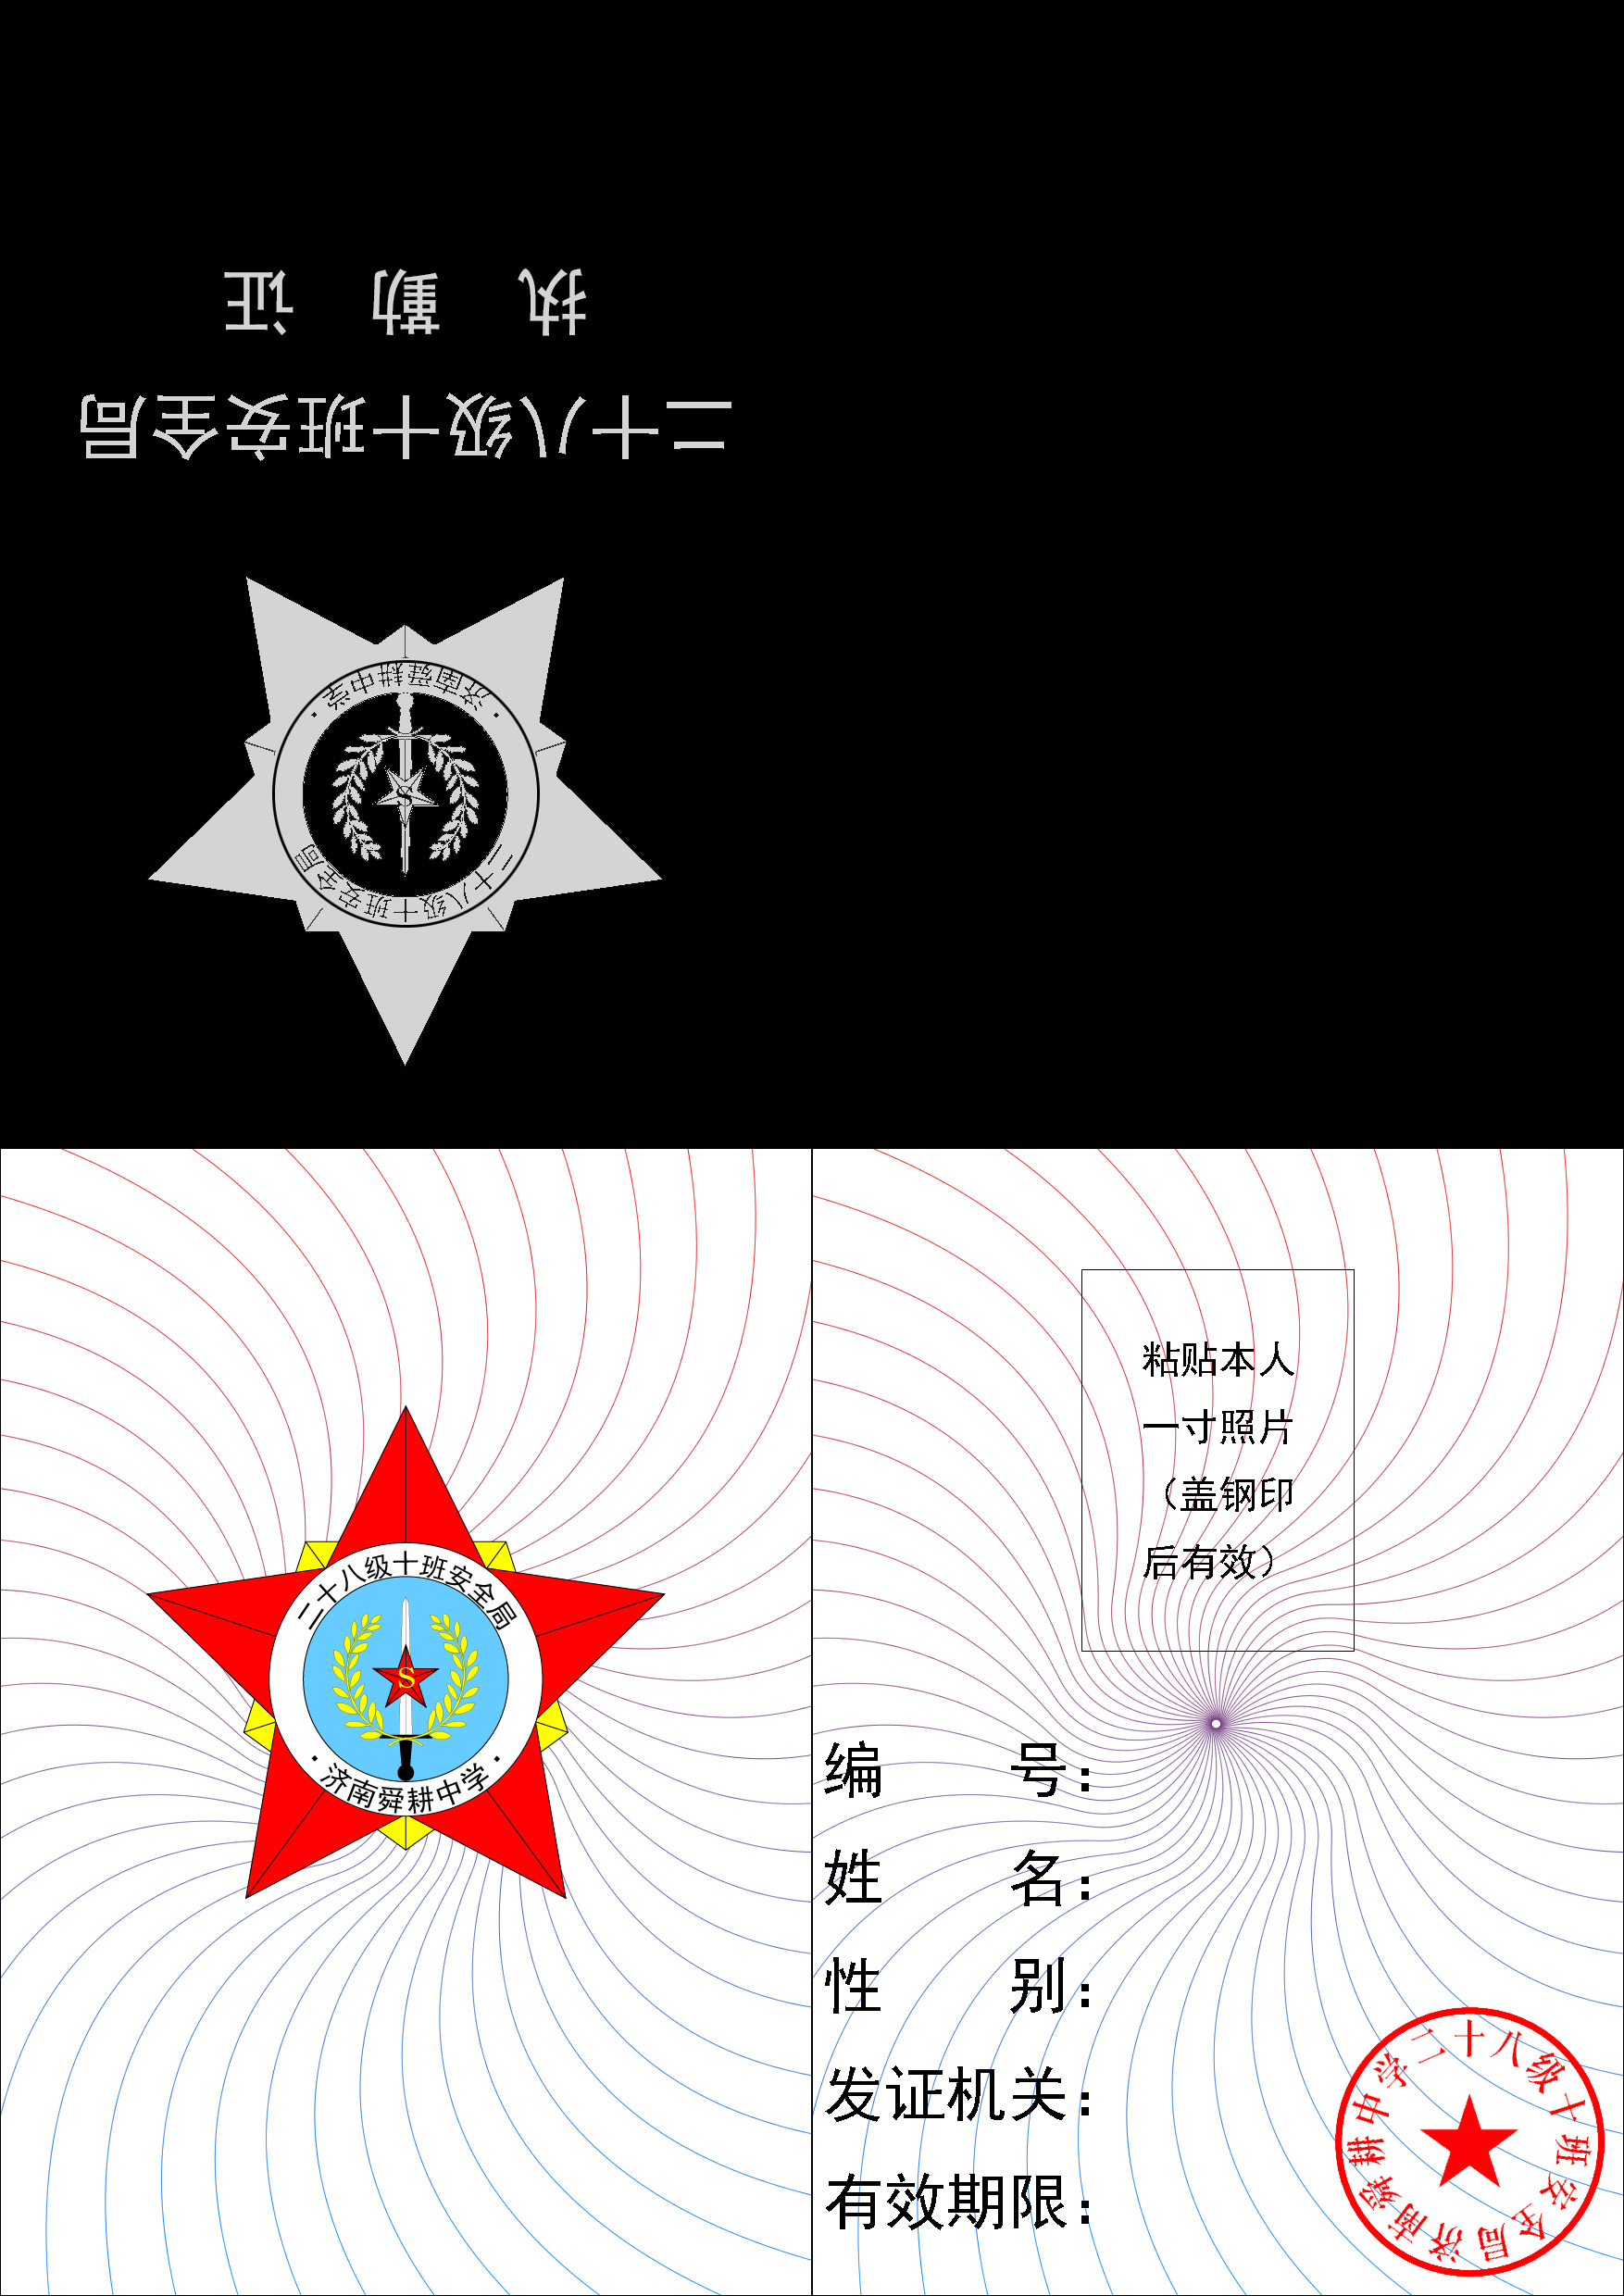 二十八级十班安全局
执 勤 证
二十八级十班安全局
S
·济南舜耕中学·
二十八级十班安全局
S
·济南舜耕中学·
粘贴本人
一寸照片
（盖钢印
后有效）
编 号：
姓 名：
性 别：
发证机关：
有效期限：
济南舜耕中学二十八级十班安全局